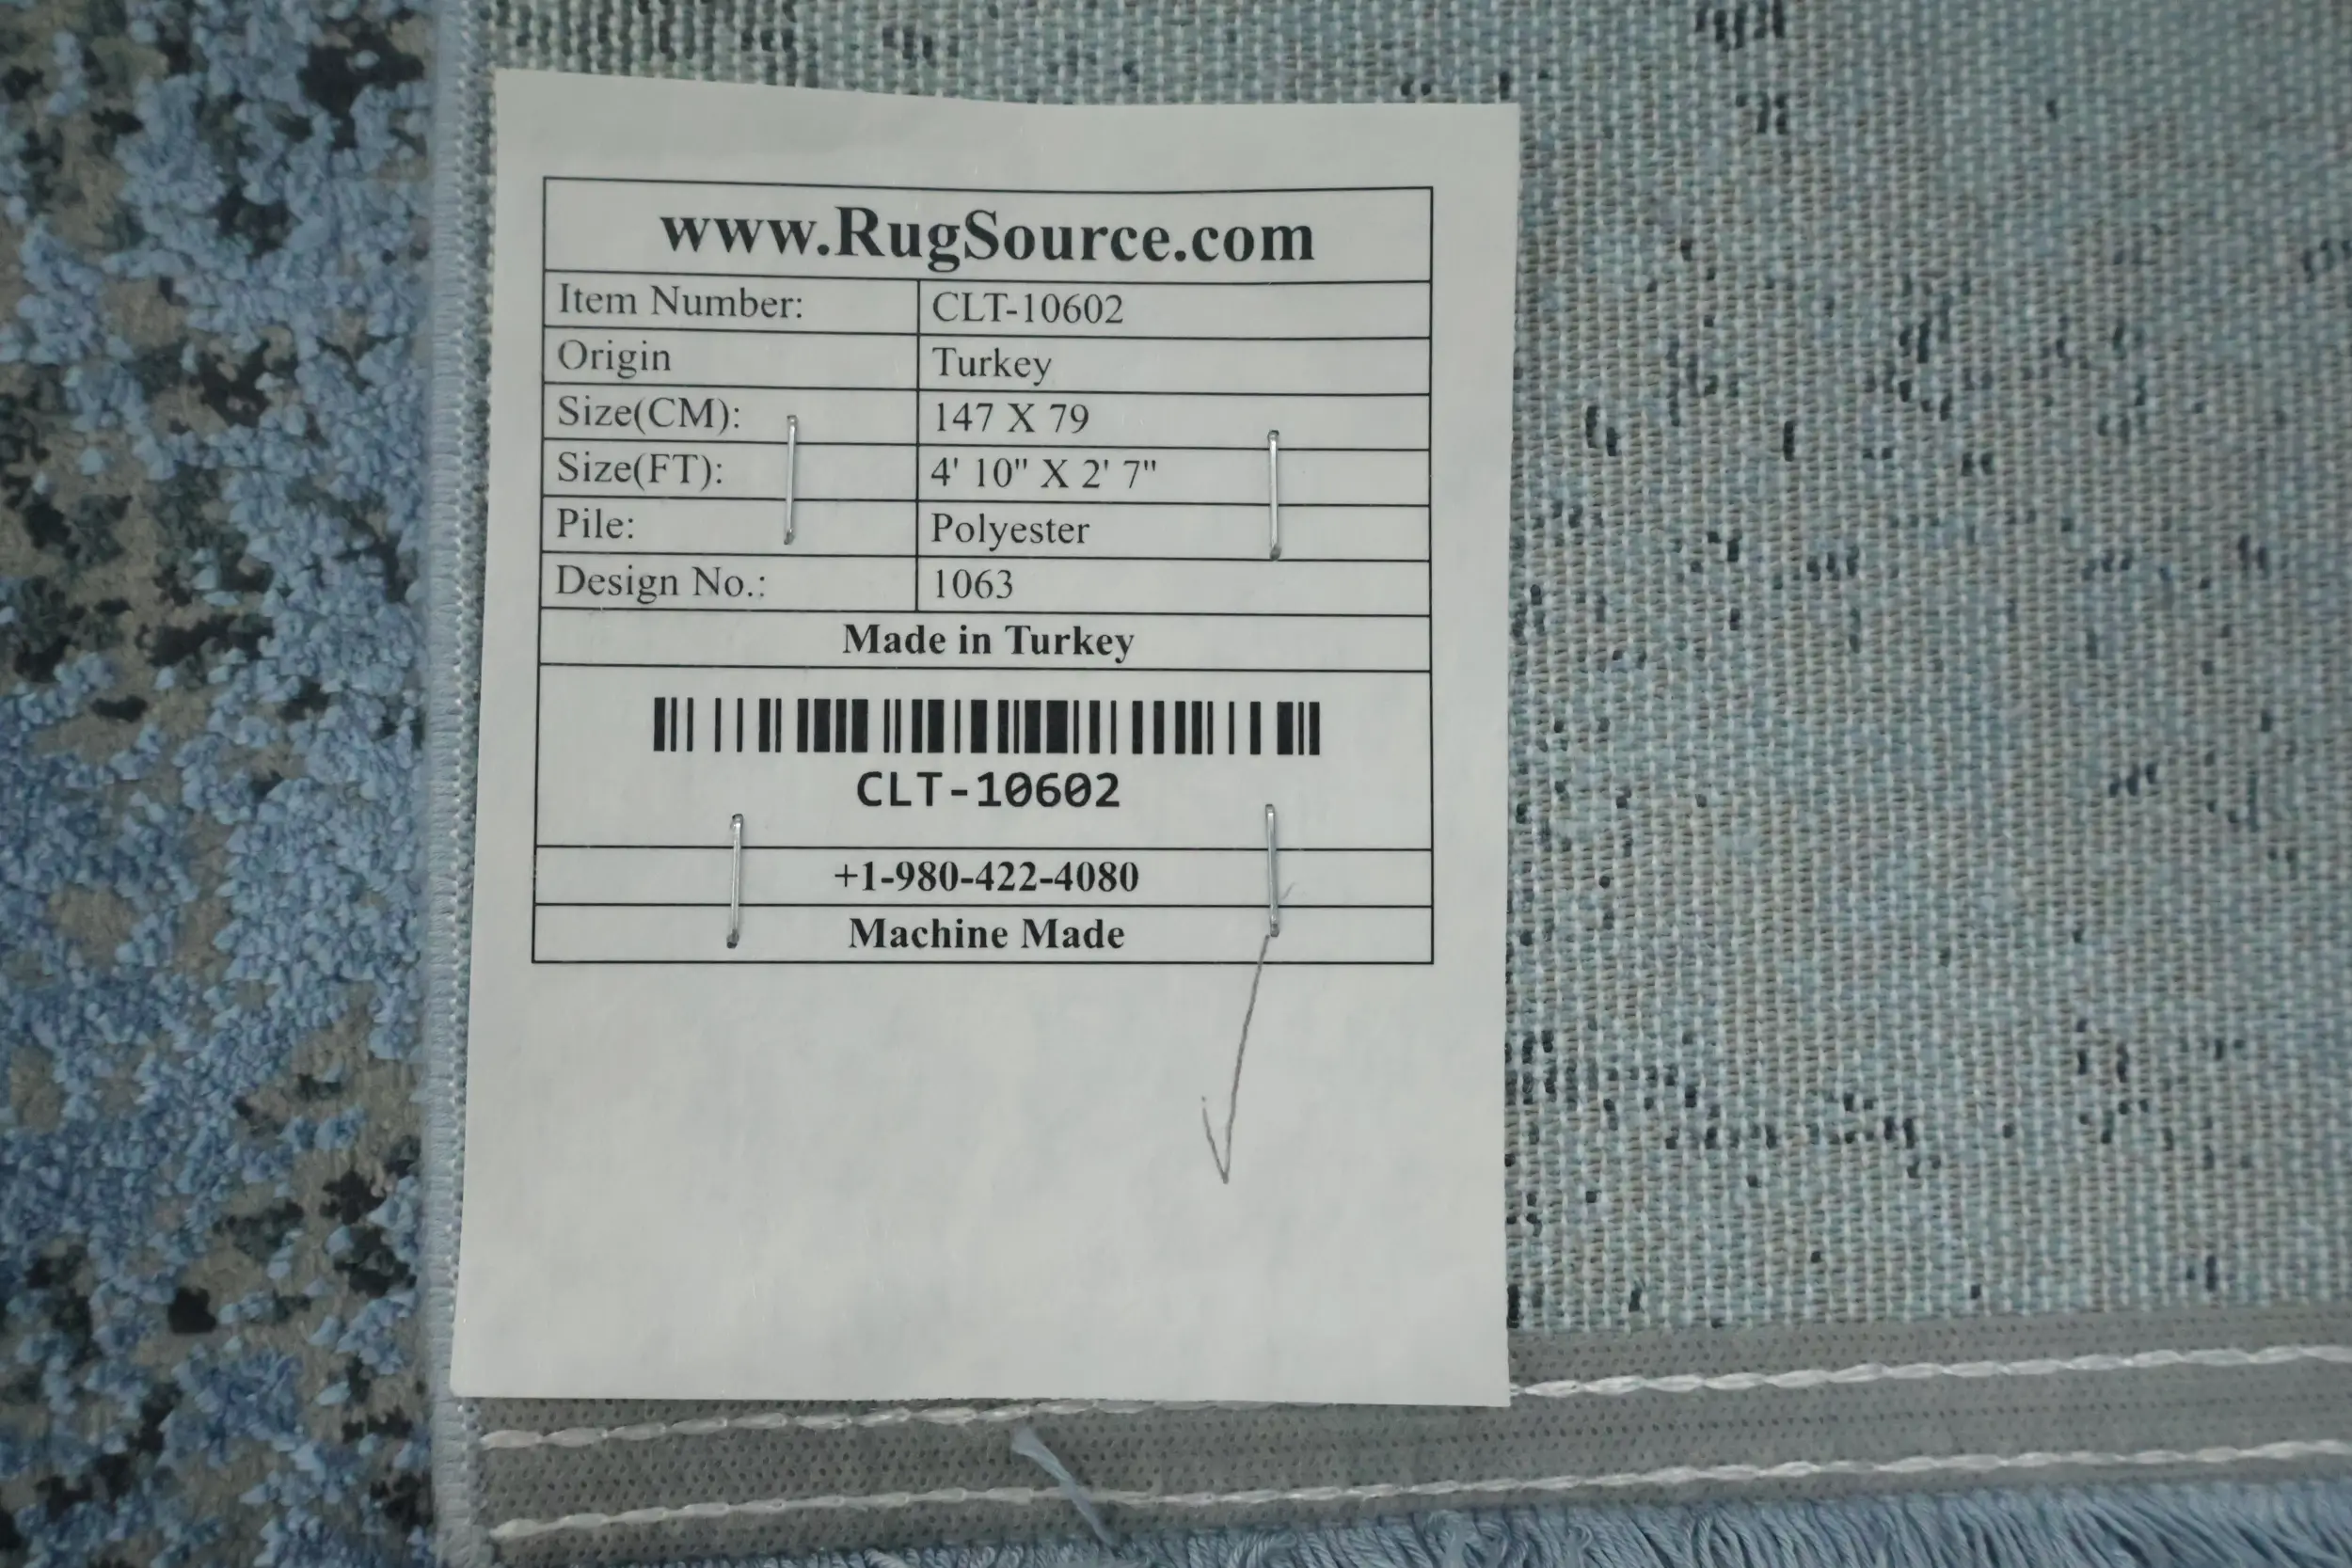 www.RugSource.com
Item Number: CLT-10602
Origin Turkey
Size(CM): 147 X 79
Size(FT): 4' 10" X 2' 7"
Pile: Polyester
Design No.: 1063
Made in Turkey
CLT-10602
+1-980-422-4080
Machine Made